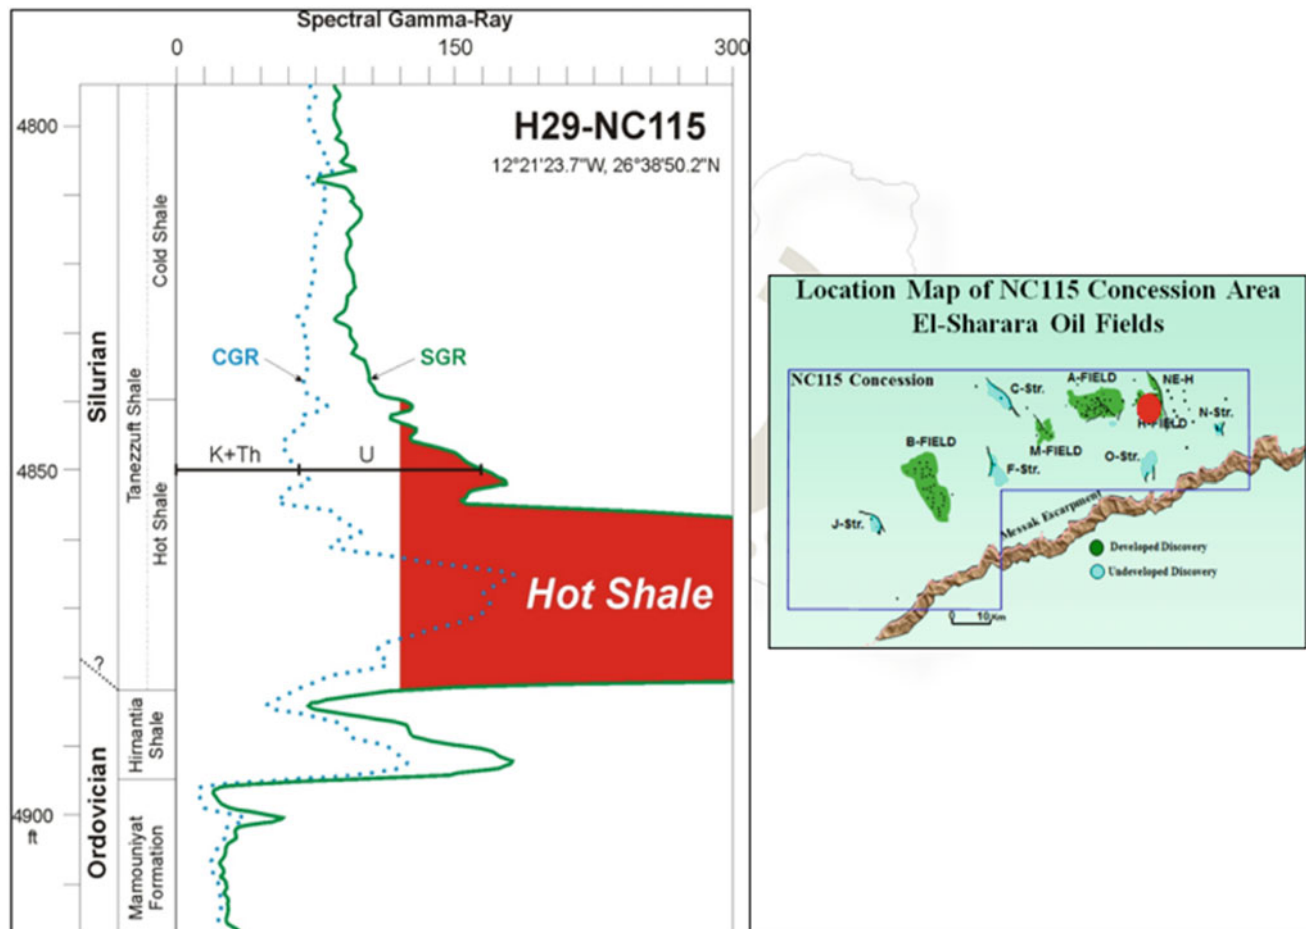 Spectral Gamma-Ray
0 150 300
H29-NC115
12°21'23.7"W, 26°38'50.2"N
4800
4850
4900
ft
Silurian
Ordovician
?
Tanezzuft Shale
Cold Shale
Hot Shale
Hirnantia
Shale
Mamouniyat
Formation
CGR
SGR
K+Th
U
Hot Shale
Location Map of NC115 Concession Area
El-Sharara Oil Fields
NC115 Concession
C-Str.
A-FIELD
NE-H
H-FIELD
N-Str.
M-FIELD
B-FIELD
F-Str.
O-Str.
J-Str.
Messak Escarpment
Developed Discovery
Undeveloped Discovery
0 10 Km